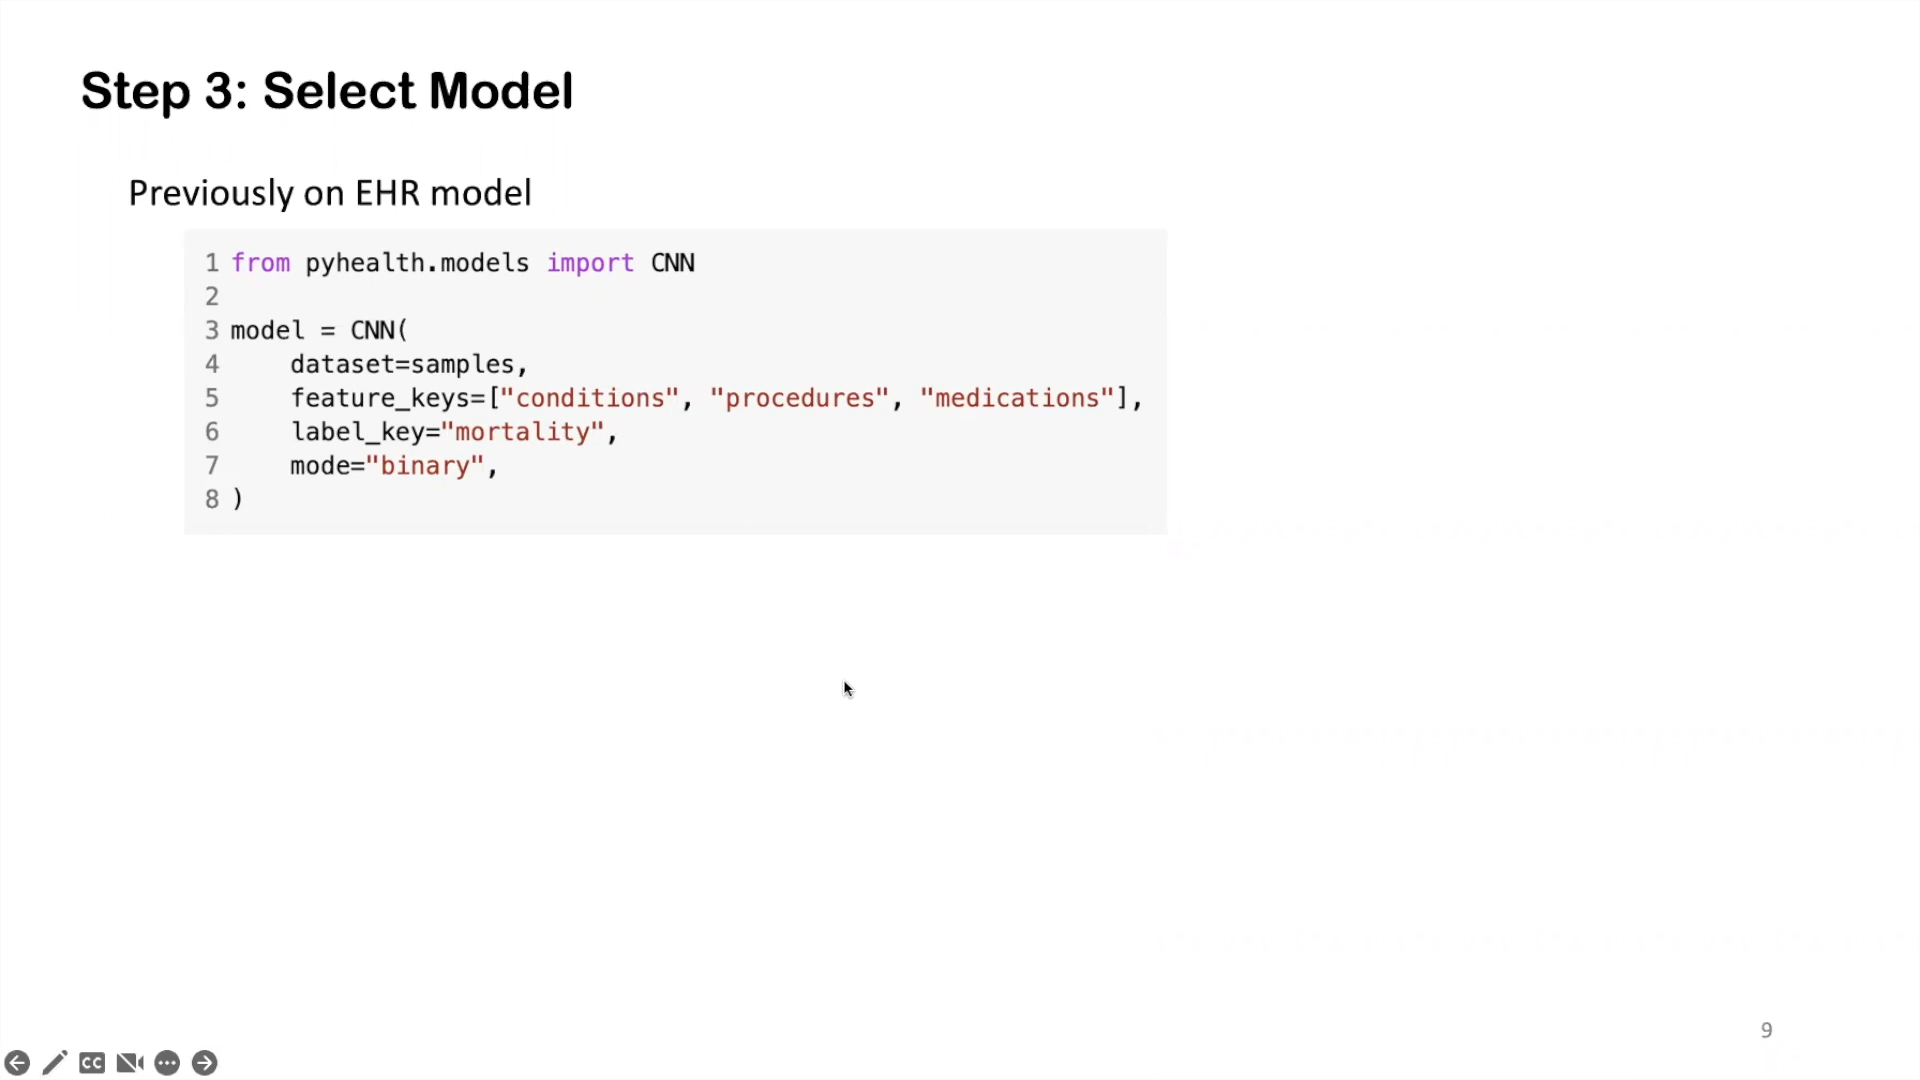 Step 3: Select Model
Previously on EHR model
1 from pyhealth.models import CNN
2
3 model = CNN(
4     dataset=samples,
5     feature_keys=["conditions", "procedures", "medications"],
6     label_key="mortality",
7     mode="binary",
8 )
9
CC